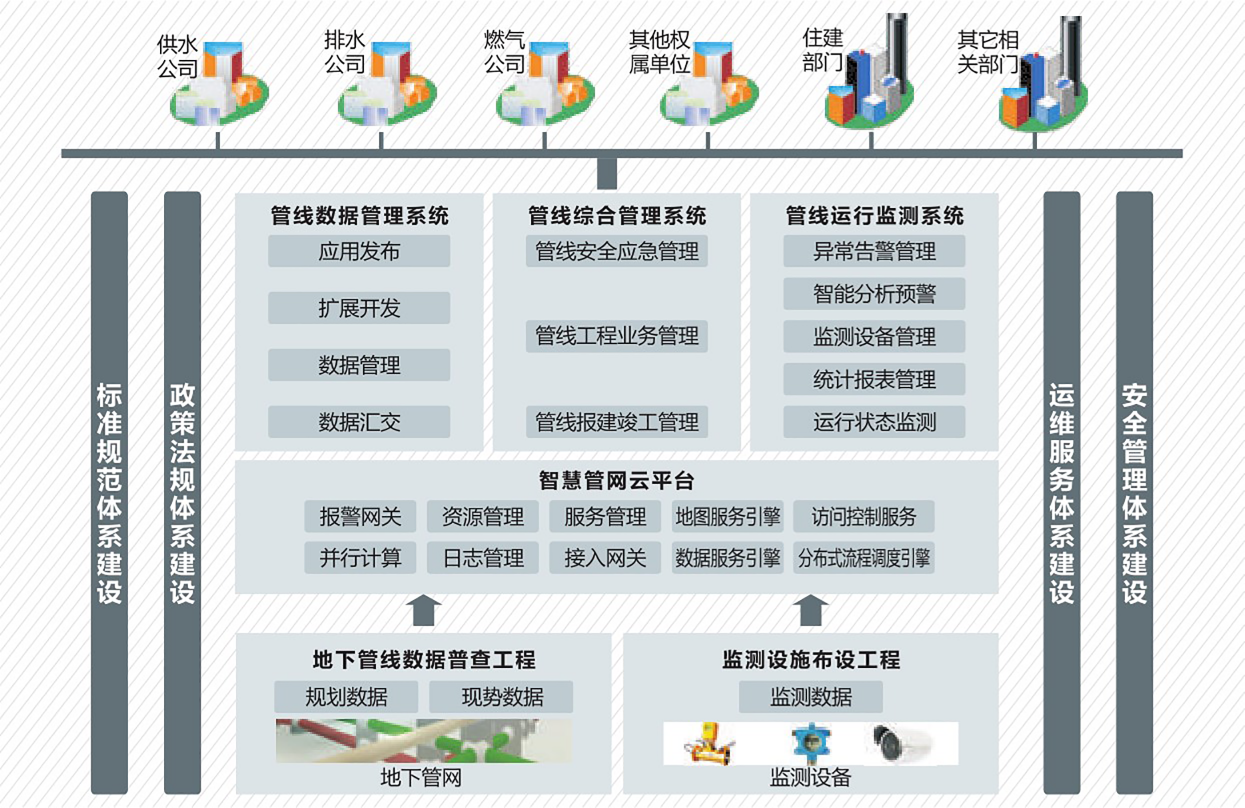 供水
公司
排水
公司
燃气
公司
其他权
属单位
住建
部门
其它相
关部门
标准规范体系建设
政策法规体系建设
管线数据管理系统
应用发布
扩展开发
数据管理
数据汇交
管线综合管理系统
管线安全应急管理
管线工程业务管理
管线报建竣工管理
管线运行监测系统
异常告警管理
智能分析预警
监测设备管理
统计报表管理
运行状态监测
智慧管网云平台
报警网关
资源管理
服务管理
地图服务引擎
访问控制服务
并行计算
日志管理
接入网关
数据服务引擎
分布式流程调度引擎
地下管线数据普查工程
规划数据
现势数据
地下管网
监测设施布设工程
监测数据
监测设备
运维服务体系建设
安全管理体系建设